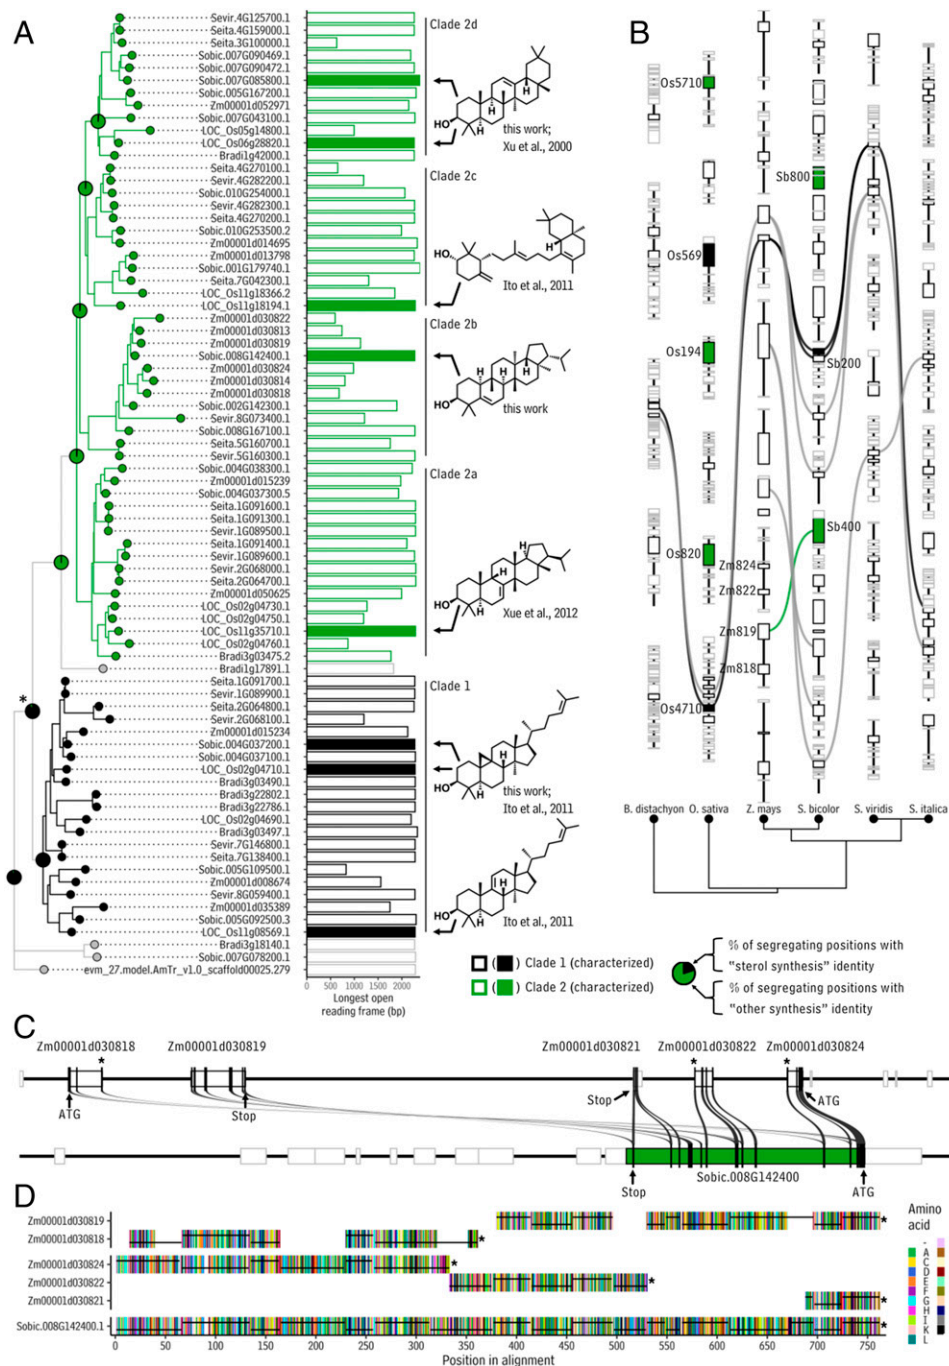 A
Sevir.4G125700.1
Seita.4G159000.1
Seita.3G100000.1
Sobic.007G090469.1
Sobic.007G090472.1
Sobic.007G085800.1
Sobic.005G167200.1
Zm00001d052971
Sobic.007G043100.1
LOC_Os05g14800.1
LOC_Os06g28820.1
Bradi1g42000.1
Seita.4G270100.1
Sevir.4G282200.1
Sobic.010G254000.1
Sevir.4G282300.1
Seita.4G270200.1
Sobic.010G253500.2
Zm00001d014695
Zm00001d013798
Sobic.001G179740.1
Seita.7G042300.1
LOC_Os11g18366.2
LOC_Os11g18194.1
Zm00001d030822
Zm00001d030813
Zm00001d030819
Sobic.008G142400.1
Zm00001d030824
Zm00001d030814
Zm00001d030818
Sobic.002G142300.1
Sevir.8G073400.1
Sobic.008G167100.1
Seita.5G160700.1
Sevir.5G160300.1
Sobic.004G038300.1
Zm00001d015239
Sobic.004G037300.5
Seita.1G091600.1
Seita.1G091300.1
Sevir.1G089500.1
Seita.1G091400.1
Sevir.1G089600.1
Sevir.2G068000.1
Seita.2G064700.1
Zm00001d050625
LOC_Os02g04730.1
LOC_Os02g04750.1
LOC_Os11g35710.1
LOC_Os02g04760.1
Bradi3g03475.2
Bradi1g17891.1
Seita.1G091700.1
Sevir.1G089900.1
Seita.2G064800.1
Sevir.2G068100.1
Zm00001d015234
Sobic.004G037200.1
Sobic.004G037100.1
LOC_Os02g04710.1
Bradi3g03490.1
Bradi3g22802.1
Bradi3g22786.1
LOC_Os02g04690.1
Bradi3g03497.1
Sevir.7G146800.1
Seita.7G138400.1
Sobic.005G109500.1
Zm00001d008674
Sevir.8G059400.1
Zm00001d035389
Sobic.005G092500.3
LOC_Os11g08569.1
Bradi3g18140.1
Sobic.007G078200.1
evm_27.model.AmTr_v1.0_scaffold00025.279
*
0 500 1000 1500 2000
Longest open
reading frame (bp)
Clade 2d
HO H H
this work;
Xu et al., 2000
Clade 2c
HO H
Ito et al., 2011
Clade 2b
HO H H H
this work
Clade 2a
HO H H
Xue et al., 2012
Clade 1
HO H
this work;
Ito et al., 2011
HO H H
Ito et al., 2011
( ) Clade 1 (characterized)
( ) Clade 2 (characterized)
B
Os5710
Sb800
Os569
Os194
Sb200
Sb400
Os820
Zm824
Zm822
Zm819
Zm818
Os4710
B. distachyon O. sativa Z. mays S. bicolor S. viridis S. italica
% of segregating positions with
"sterol synthesis" identity
% of segregating positions with
"other synthesis" identity
C
Zm00001d030818 Zm00001d030819 Zm00001d030821 Zm00001d030822 Zm00001d030824
* * *
ATG Stop Stop ATG
Sobic.008G142400
Stop ATG
D
Zm00001d030819 *
Zm00001d030818 *
Zm00001d030824 *
Zm00001d030822 *
Zm00001d030821 *
Sobic.008G142400.1 *
0 50 100 150 200 250 300 350 400 450 500 550 600 650 700 750
Position in alignment
Amino
acid
-
A
C
D
E
F
G
H
I
K
L